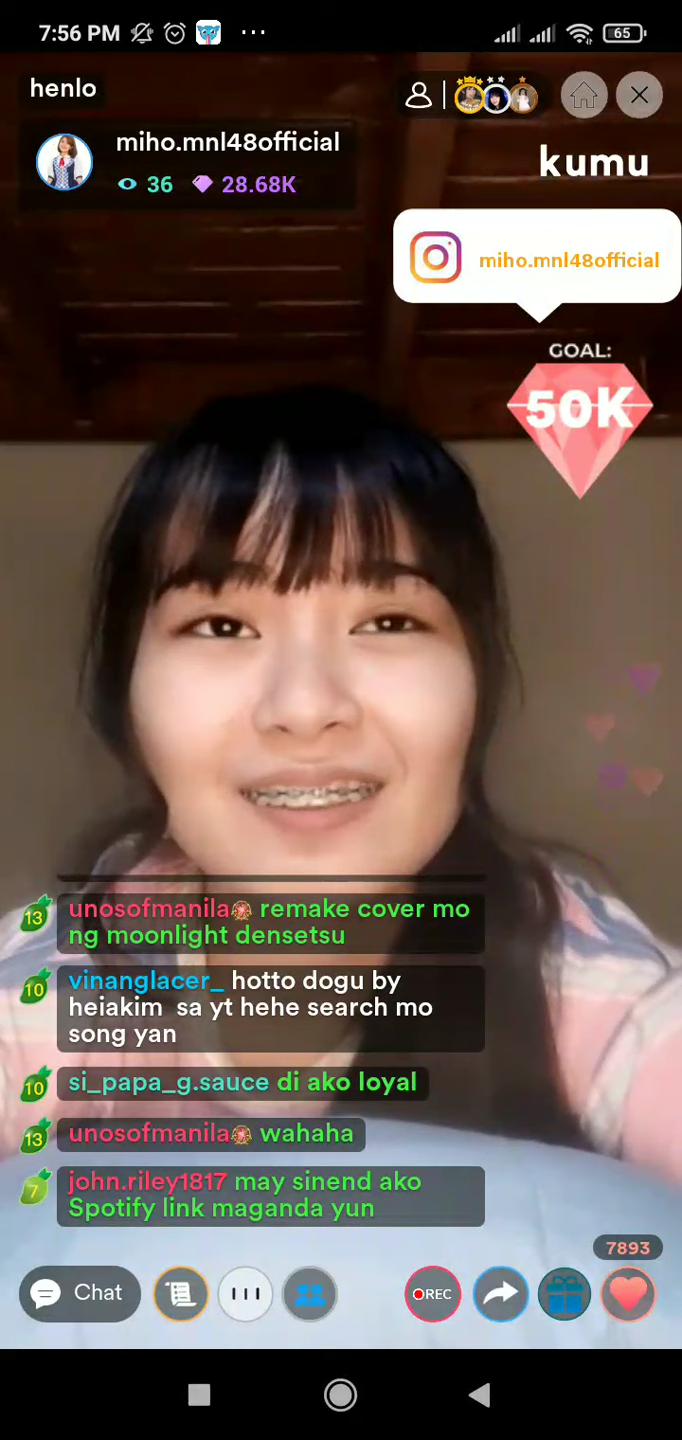 7:56 PM
65
henlo
miho.mnl48official
36 28.68K
kumu
miho.mnl48official
GOAL:
50K
13 unosofmanila remake cover mo
ng moonlight densetsu
10 vinanglacer_ hotto dogu by
heiakim sa yt hehe search mo
song yan
10 si_papa_g.sauce di ako loyal
13 unosofmanila wahaha
7 john.riley1817 may sinend ako
Spotify link maganda yun
7893
Chat
REC